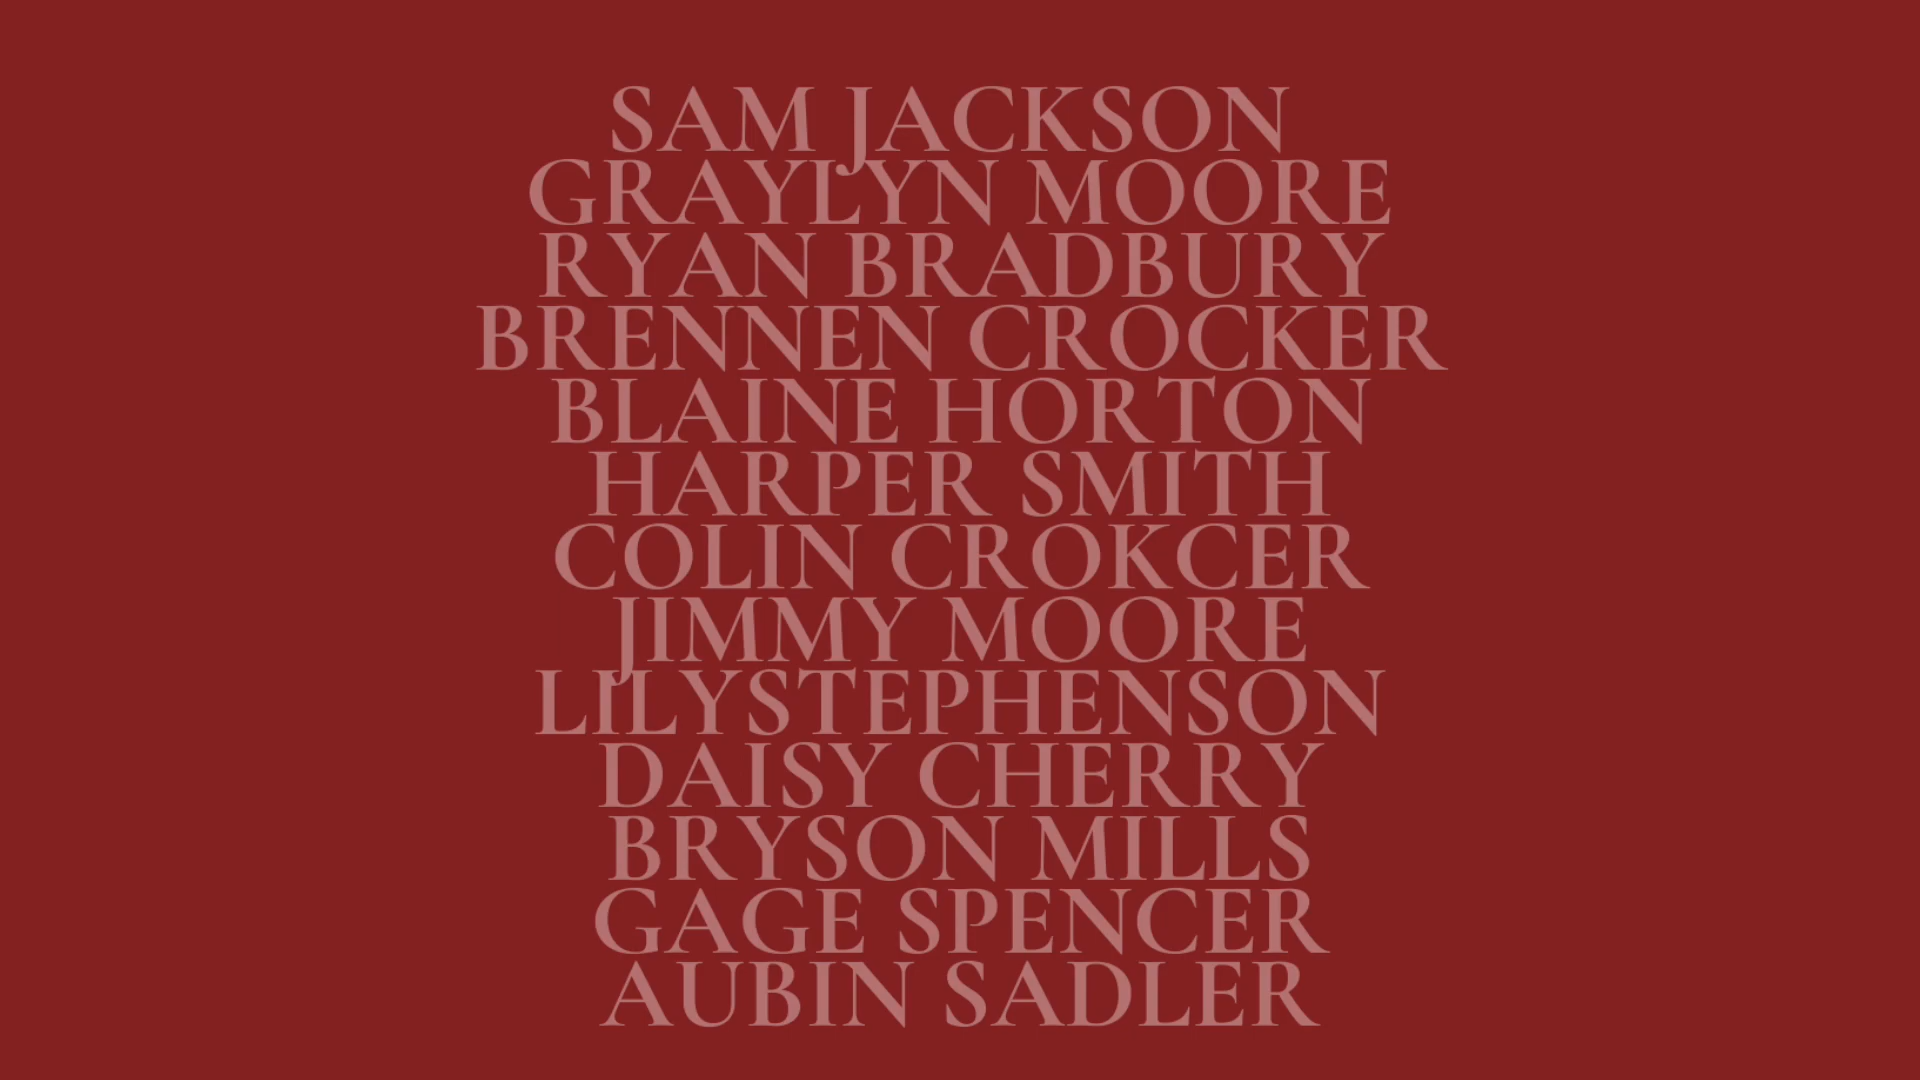 SAM JACKSON
GRAYLYN MOORE
RYAN BRADBURY
BRENNEN CROCKER
BLAINE HORTON
HARPER SMITH
COLIN CROKCER
JIMMY MOORE
LILYSTEPHENSON
DAISY CHERRY
BRYSON MILLS
GAGE SPENCER
AUBIN SADLER